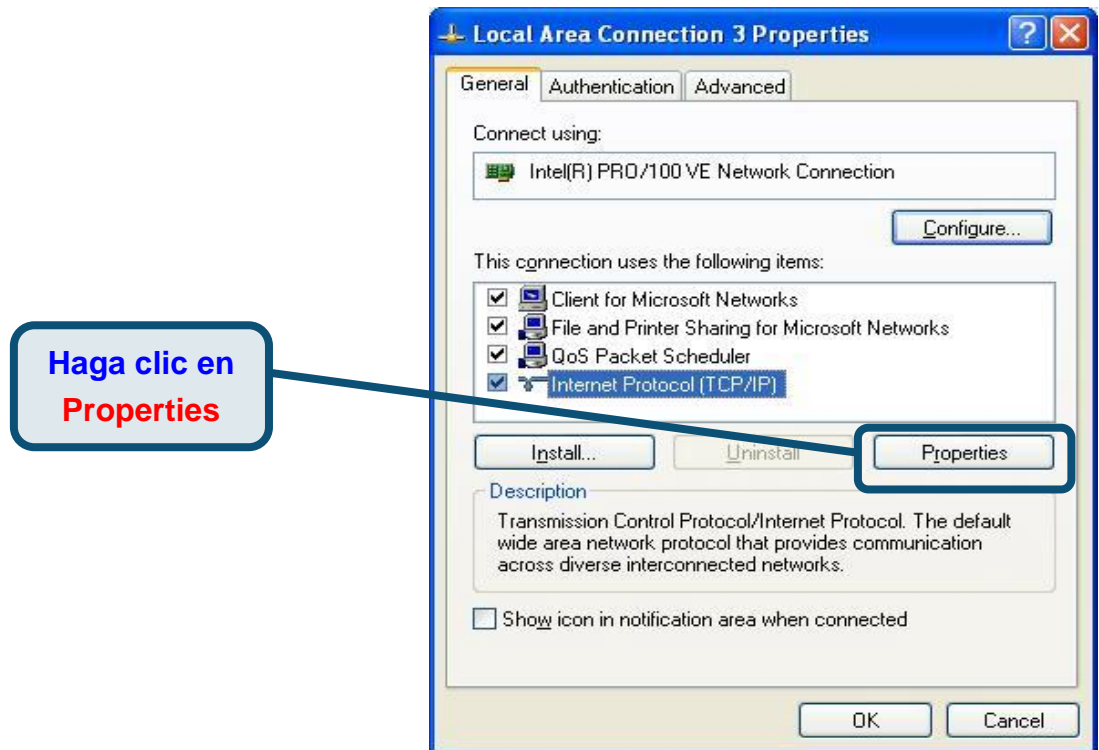 Local Area Connection 3 Properties
General Authentication Advanced
Connect using:
Intel(R) PRO/100 VE Network Connection
Configure...
This connection uses the following items:
Client for Microsoft Networks
File and Printer Sharing for Microsoft Networks
QoS Packet Scheduler
Internet Protocol (TCP/IP)
Haga clic en
Properties
Install... Uninstall Properties
Description
Transmission Control Protocol/Internet Protocol. The default
wide area network protocol that provides communication
across diverse interconnected networks.
Show icon in notification area when connected
OK Cancel